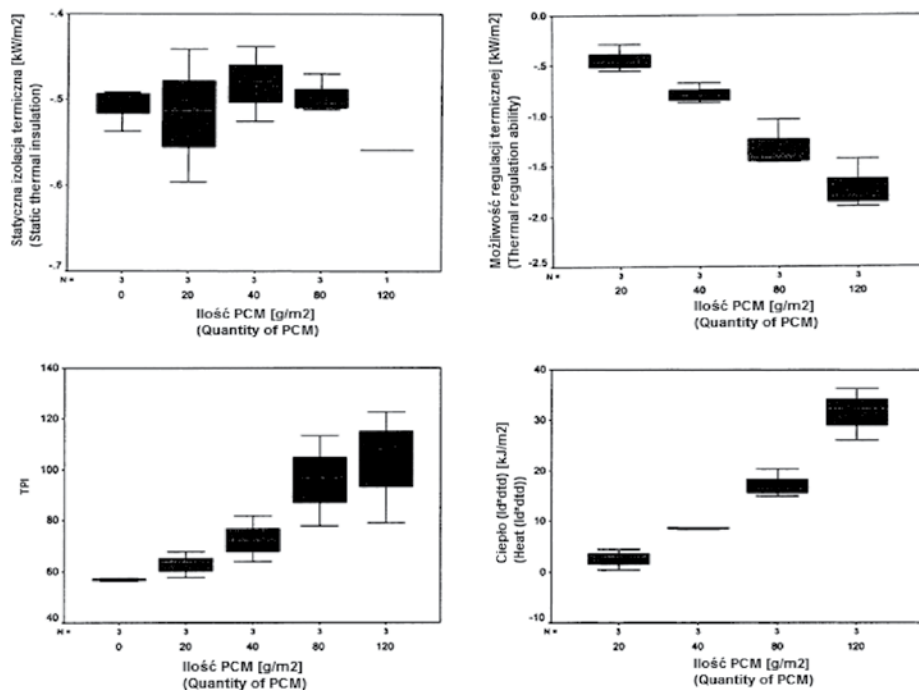 Statyczna izolacja termiczna [kW/m2]
(Static thermal insulation)
-.4
-.5
-.6
-.7
N = 3 3 3 3 1
0 20 40 80 120
Ilość PCM [g/m2]
(Quantity of PCM)
Możliwość regulacji termicznej [kW/m2]
(Thermal regulation ability)
0.0
-.5
-1.0
-1.5
-2.0
-2.5
N = 3 3 3 3
20 40 80 120
Ilość PCM [g/m2]
(Quantity of PCM)
TPI
140
120
100
80
60
40
N = 3 3 3 3 3
0 20 40 80 120
Ilość PCM [g/m2]
(Quantity of PCM)
Ciepło (Id*dtd) [kJ/m2]
(Heat (Id*dtd))
40
30
20
10
0
-10
N = 3 3 3 3
20 40 80 120
Ilość PCM [g/m2]
(Quantity of PCM)